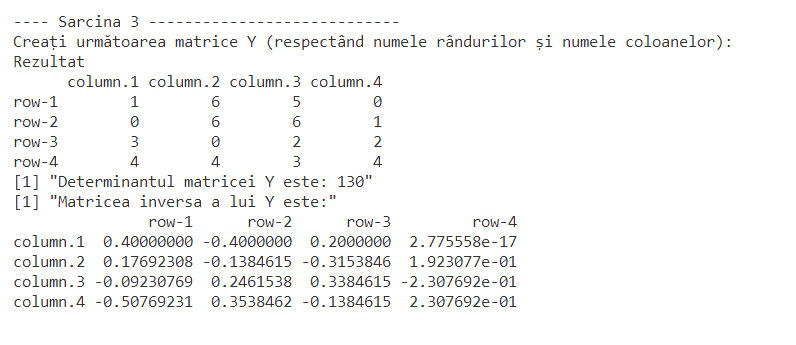 ---- Sarcina 3 ----------------------------
Creați următoarea matrice Y (respectând numele rândurilor și numele coloanelor):
Rezultat
      column.1 column.2 column.3 column.4
row-1        1        6        5        0
row-2        0        6        6        1
row-3        3        0        2        2
row-4        4        4        3        4
[1] "Determinantul matricei Y este: 130"
[1] "Matricea inversa a lui Y este:"
               row-1      row-2      row-3         row-4
column.1  0.40000000 -0.4000000  0.2000000  2.775558e-17
column.2  0.17692308 -0.1384615 -0.3153846  1.923077e-01
column.3 -0.09230769  0.2461538  0.3384615 -2.307692e-01
column.4 -0.50769231  0.3538462 -0.1384615  2.307692e-01